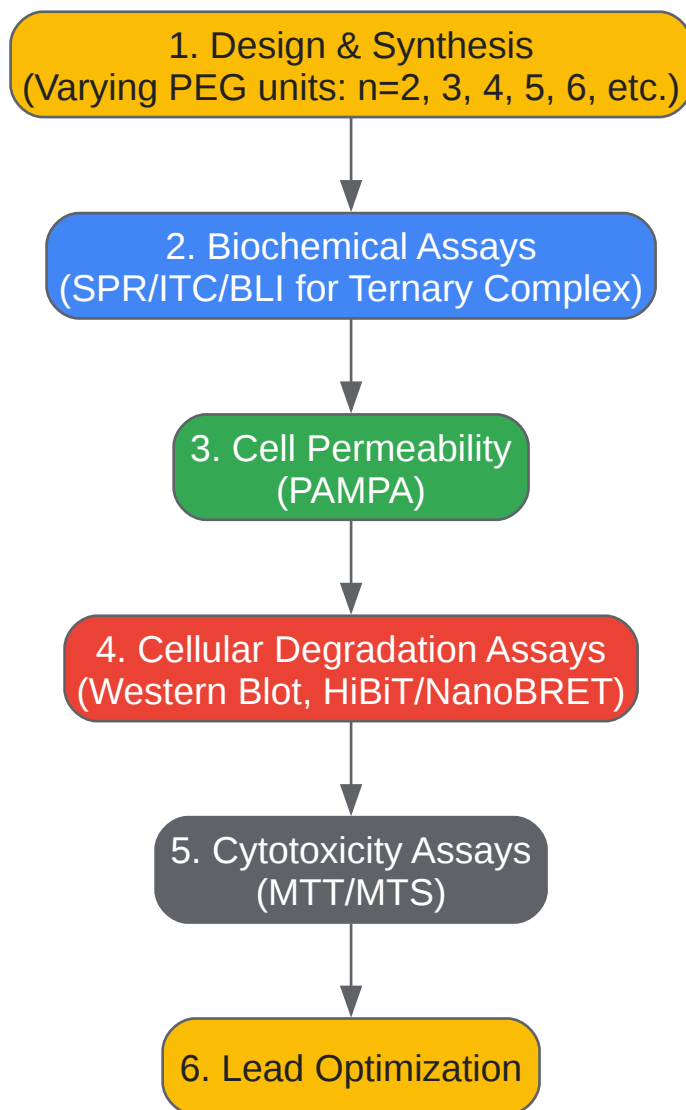 1. Design & Synthesis
(Varying PEG units: n=2, 3, 4, 5, 6, etc.)
2. Biochemical Assays
(SPR/ITC/BLI for Ternary Complex)
3. Cell Permeability
(PAMPA)
4. Cellular Degradation Assays
(Western Blot, HiBiT/NanoBRET)
5. Cytotoxicity Assays
(MTT/MTS)
6. Lead Optimization